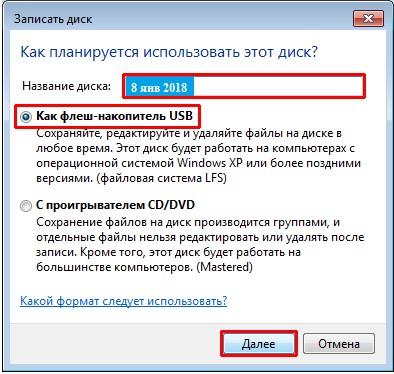 Записать диск
Как планируется использовать этот диск?
Название диска: 8 янв 2018
Как флеш-накопитель USB
Сохраняйте, редактируйте и удаляйте файлы на диске в
любое время. Этот диск будет работать на компьютерах с
операционной системой Windows XP или более поздними
версиями. (файловая система LFS)
С проигрывателем CD/DVD
Сохранение файлов на диск производится группами, и
отдельные файлы нельзя редактировать или удалять после
записи. Кроме того, этот диск будет работать на
большинстве компьютеров. (Mastered)
Какой формат следует использовать?
Далее Отмена